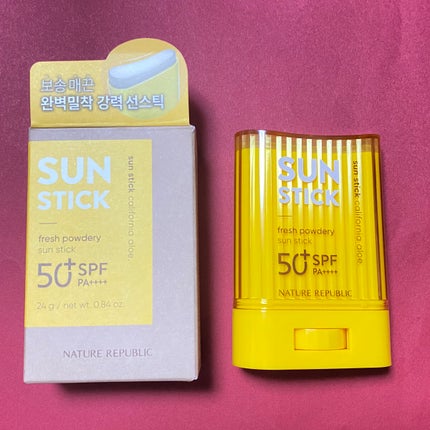 보송매끈
완벽밀착 강력 선스틱
SUN
STICK
sun stick california aloe
fresh powdery
sun stick
50+ SPF
PA++++
24 g / net wt. 0.84 oz.
NATURE REPUBLIC
SUN
STICK
sun stick california aloe
fresh powdery
sun stick
50+ SPF
PA++++
NATURE REPUBLIC